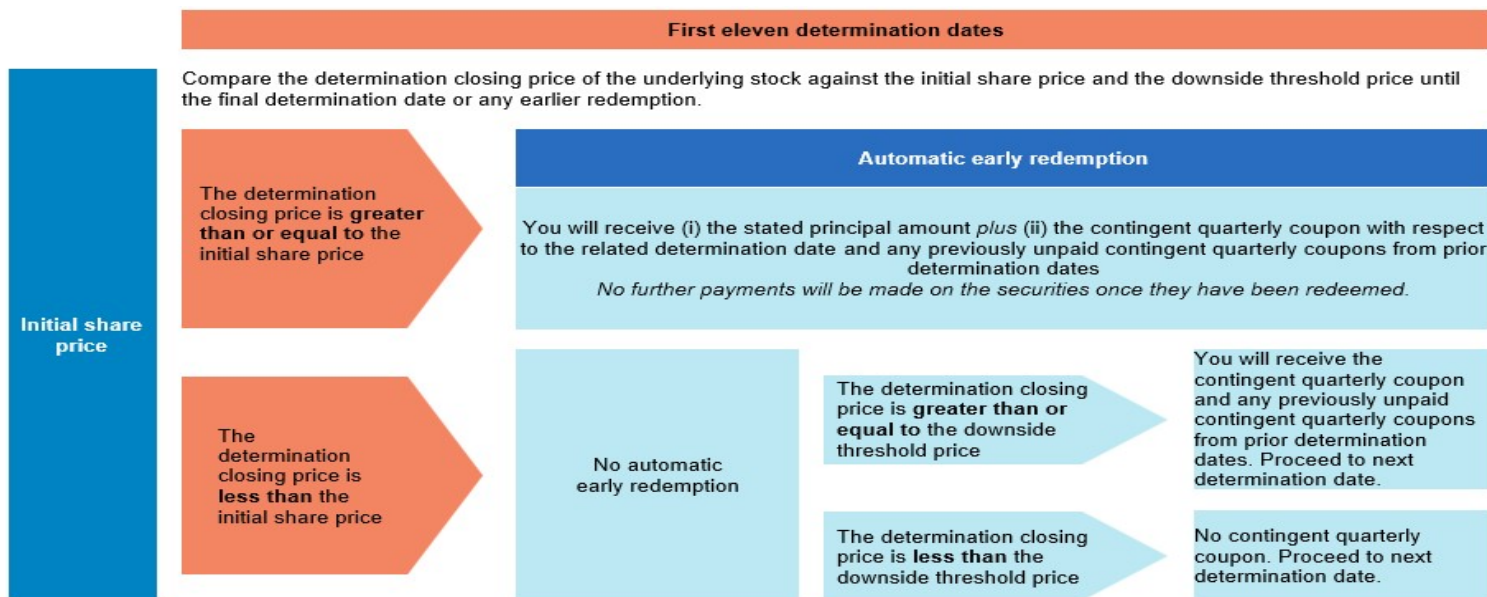 First eleven determination dates
Compare the determination closing price of the underlying stock against the initial share price and the downside threshold price until
the final determination date or any earlier redemption.
Initial share
price
The determination
closing price is greater
than or equal to the
initial share price
Automatic early redemption
You will receive (i) the stated principal amount plus (ii) the contingent quarterly coupon with respect
to the related determination date and any previously unpaid contingent quarterly coupons from prior
determination dates
No further payments will be made on the securities once they have been redeemed.
The
determination
closing price is
less than the
initial share price
No automatic
early redemption
The determination closing
price is greater than or
equal to the downside
threshold price
You will receive the
contingent quarterly coupon
and any previously unpaid
contingent quarterly coupons
from prior determination
dates. Proceed to next
determination date.
The determination closing
price is less than the
downside threshold price
No contingent quarterly
coupon. Proceed to next
determination date.